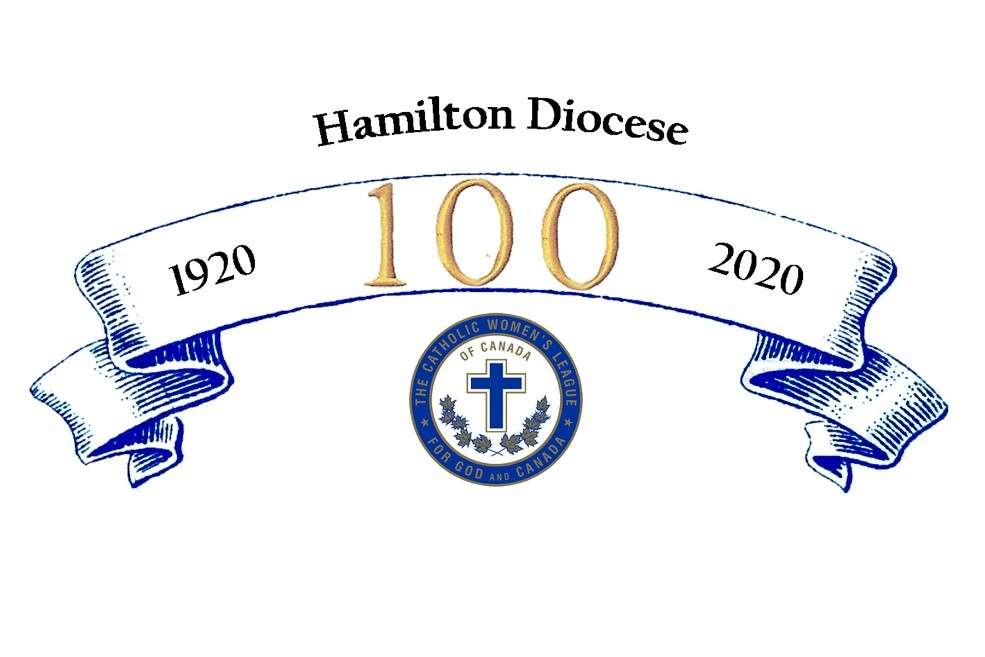 Hamilton Diocese
1920 100 2020
THE CATHOLIC WOMEN'S LEAGUE
OF CANADA
FOR GOD AND CANADA